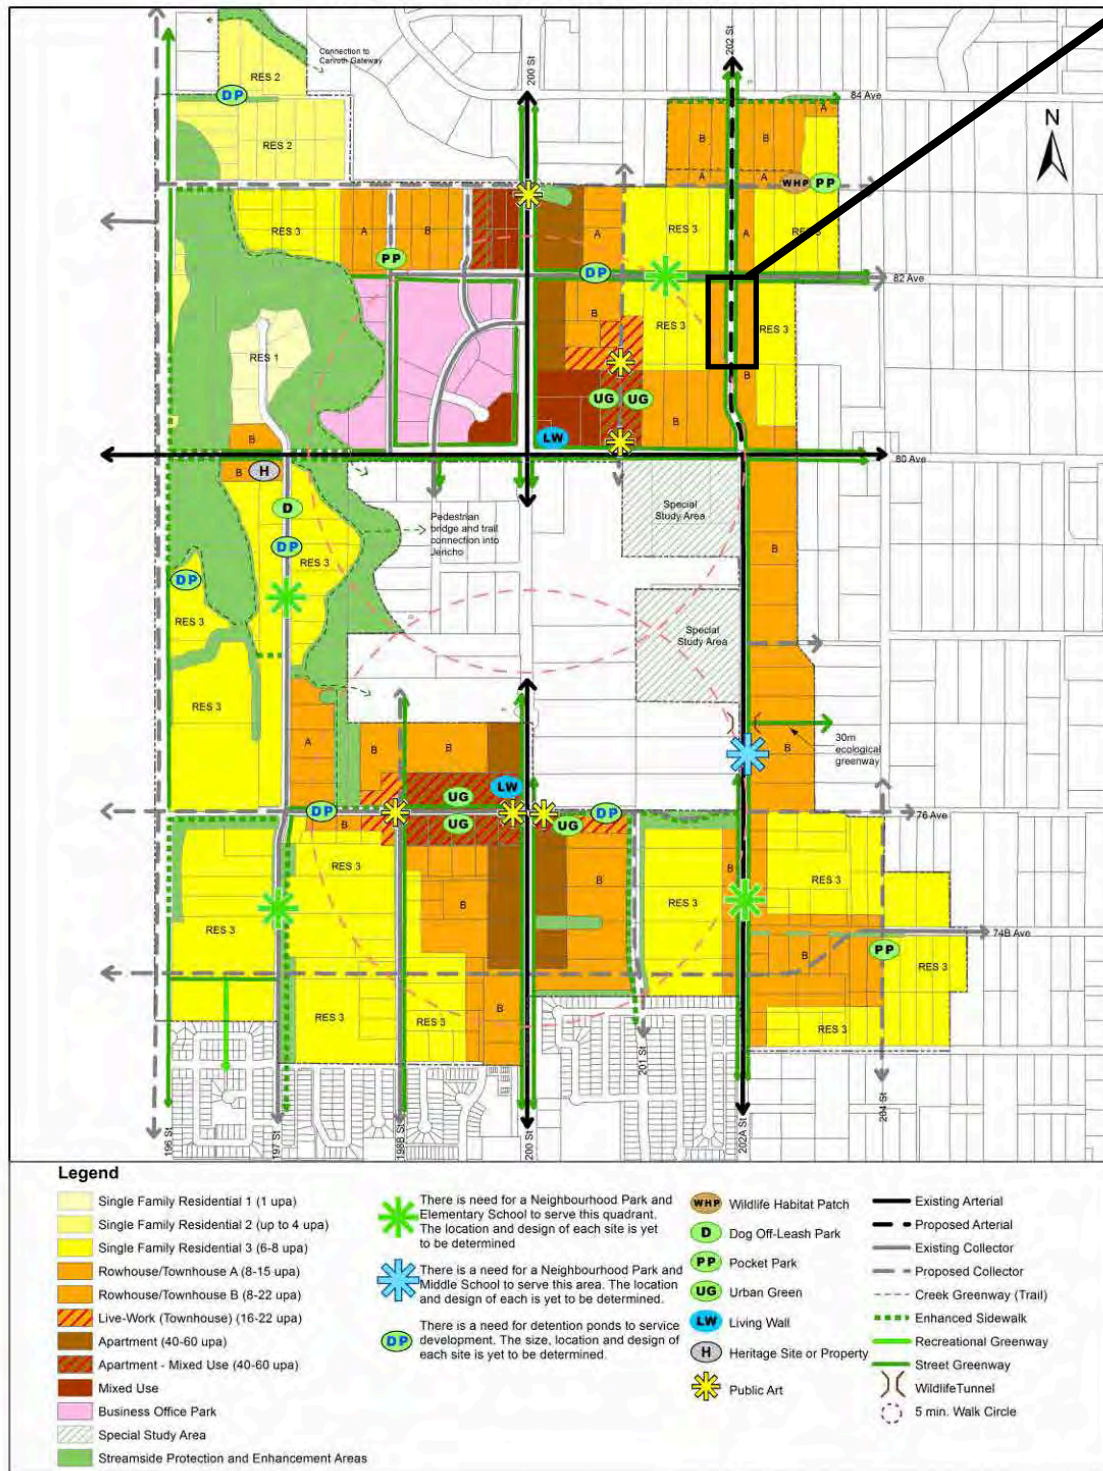 Connection to
Carvolth Gateway
200 St
202 St
RES 2
DP
84 Ave
RES 2
B
B
A
N
A
A
WHP
PP
RES 3
A
B
A
RES 3
A
RES 3
PP
DP
82 Ave
B
RES 3
RES 3
RES 1
B
UG
UG
B
B
LW
B
80 Ave
B
H
D
Pedestrian
bridge and trail
connection into
Jericho
Special
Study Area
B
DP
RES 3
DP
RES 3
Special
Study Area
RES 3
A
B
B
30m
ecological
greenway
B
LW
UG
DP
UG
UG
DP
76 Ave
B
RES 3
B
B
B
RES 3
RES 3
RES 3
74B Ave
B
PP
RES 3
RES 3
RES 3
B
RES 3
201 St
204 St
196 St
197 St
198B St
200 St
202A St
Legend
Single Family Residential 1 (1 upa)
Single Family Residential 2 (up to 4 upa)
Single Family Residential 3 (6-8 upa)
Rowhouse/Townhouse A (8-15 upa)
Rowhouse/Townhouse B (8-22 upa)
Live-Work (Townhouse) (16-22 upa)
Apartment (40-60 upa)
Apartment - Mixed Use (40-60 upa)
Mixed Use
Business Office Park
Special Study Area
Streamside Protection and Enhancement Areas
There is need for a Neighbourhood Park and
Elementary School to serve this quadrant.
The location and design of each site is yet
to be determined
There is a need for a Neighbourhood Park and
Middle School to serve this area. The location
and design of each is yet to be determined.
DP
There is a need for detention ponds to service
development. The size, location and design of
each site is yet to be determined.
WHP Wildlife Habitat Patch
D Dog Off-Leash Park
PP Pocket Park
UG Urban Green
LW Living Wall
H Heritage Site or Property
Public Art
Existing Arterial
Proposed Arterial
Existing Collector
Proposed Collector
Creek Greenway (Trail)
Enhanced Sidewalk
Recreational Greenway
Street Greenway
WildlifeTunnel
5 min. Walk Circle